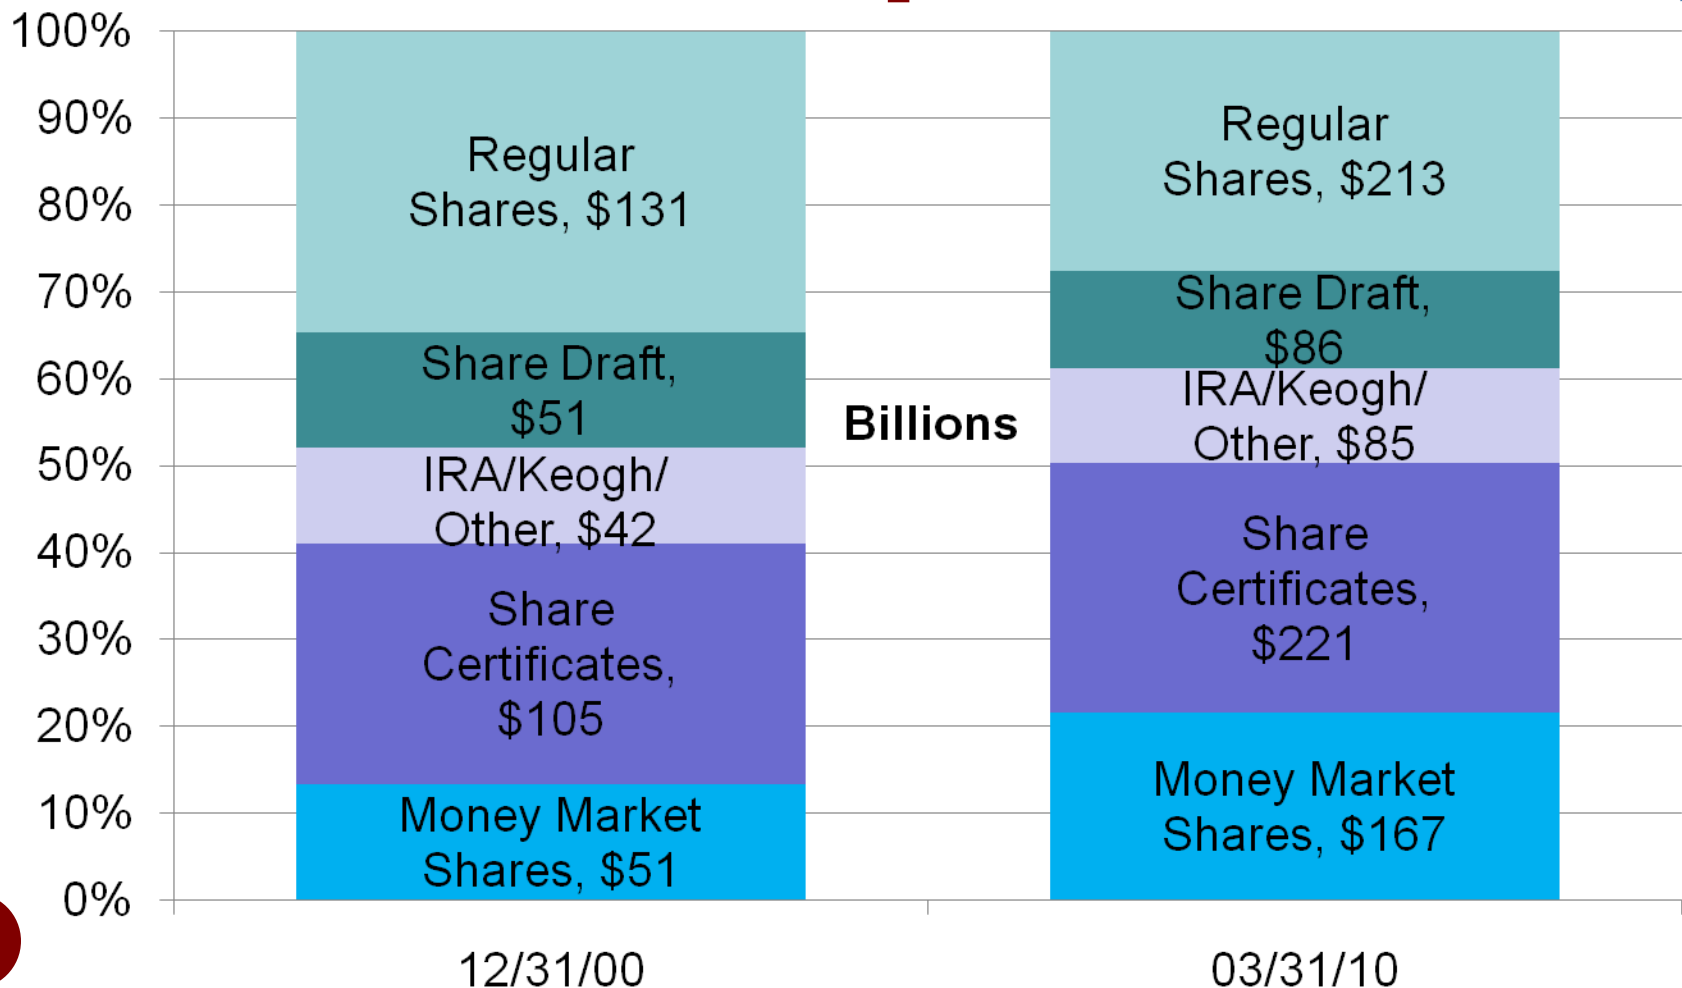 100%
90%
80%
70%
60%
50%
40%
30%
20%
10%
0%
Regular
Shares, $131
Share Draft,
$51
IRA/Keogh/
Other, $42
Share
Certificates,
$105
Money Market
Shares, $51
Billions
Regular
Shares, $213
Share Draft,
$86
IRA/Keogh/
Other, $85
Share
Certificates,
$221
Money Market
Shares, $167
12/31/00
03/31/10